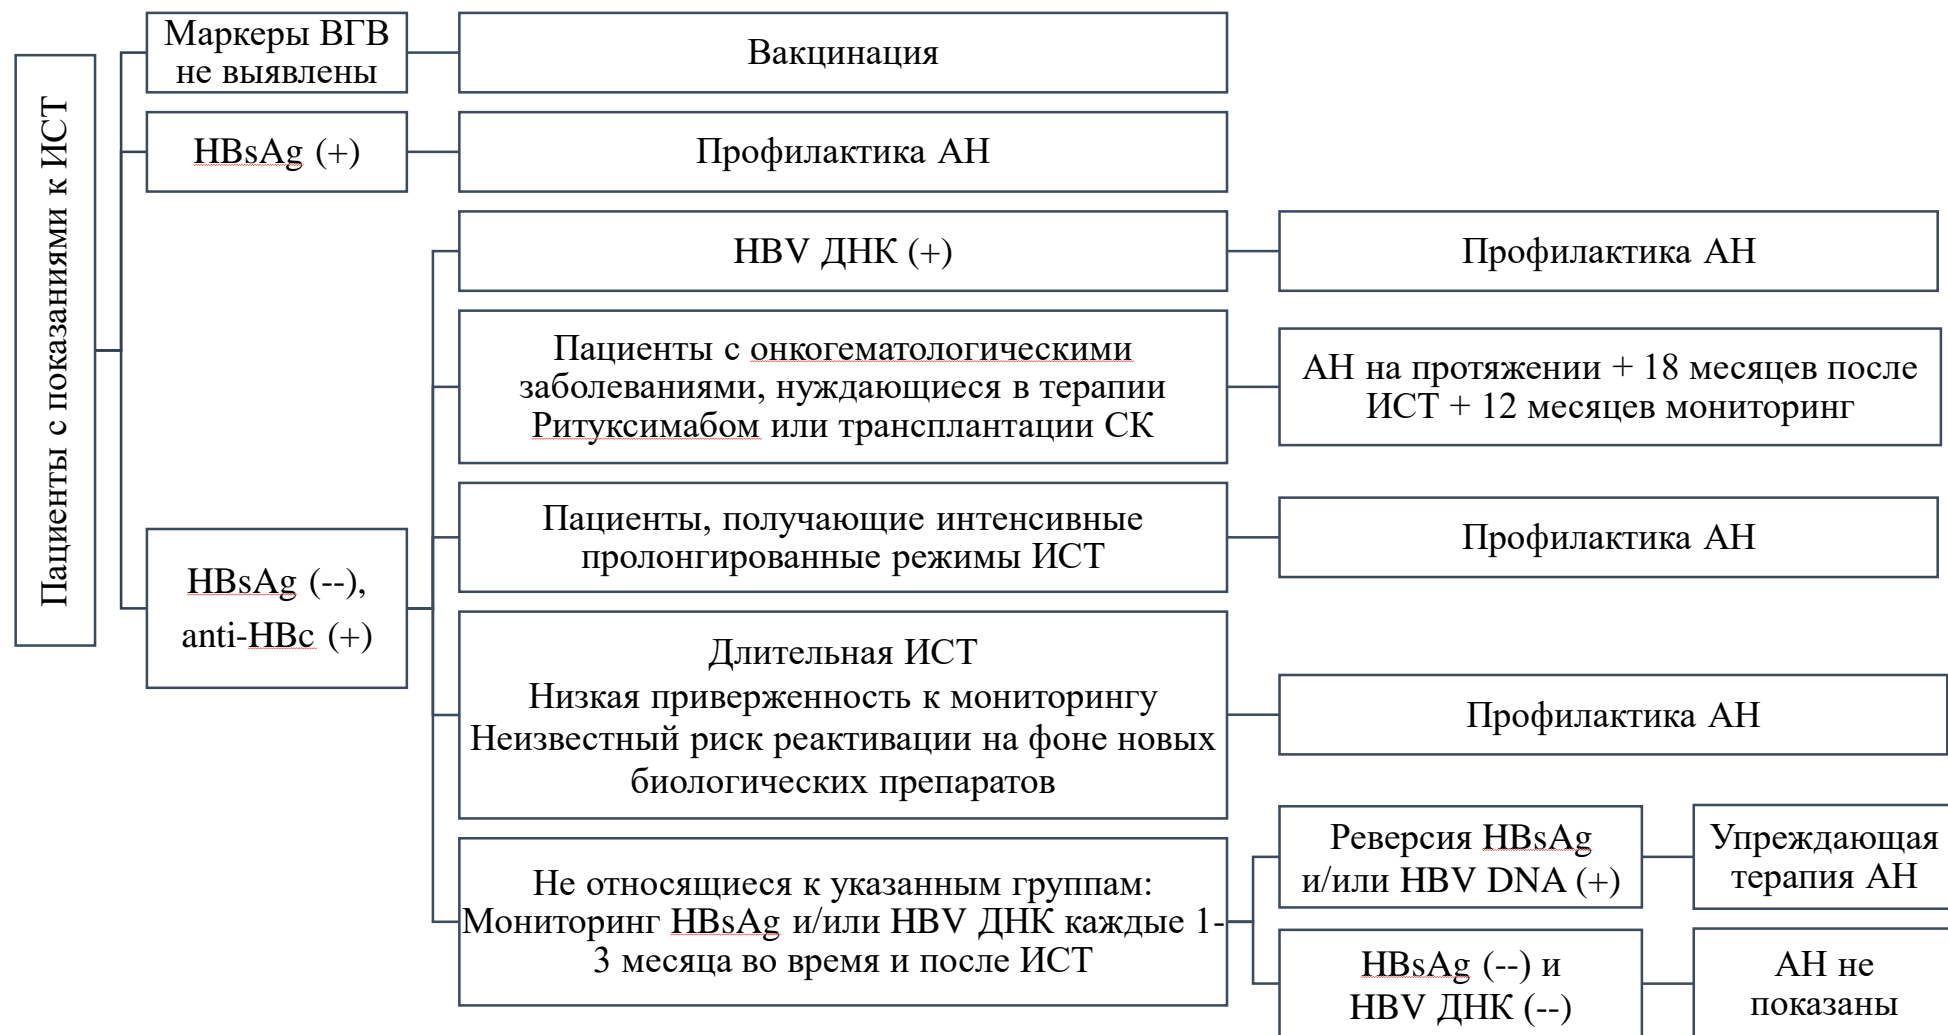 Пациенты с показаниями к ИСТ
Маркеры ВГВ
не выявлены
Вакцинация
HBsAg (+)
Профилактика АН
HBsAg (--),
anti-HBc (+)
HBV ДНК (+)
Профилактика АН
Пациенты с онкогематологическими
заболеваниями, нуждающиеся в терапии
Ритуксимабом или трансплантации СК
АН на протяжении + 18 месяцев после
ИСТ + 12 месяцев мониторинг
Пациенты, получающие интенсивные
пролонгированные режимы ИСТ
Профилактика АН
Длительная ИСТ
Низкая приверженность к мониторингу
Неизвестный риск реактивации на фоне новых
биологических препаратов
Профилактика АН
Не относящиеся к указанным группам:
Мониторинг HBsAg и/или HBV ДНК каждые 1-
3 месяца во время и после ИСТ
Реверсия HBsAg
и/или HBV DNA (+)
Упреждающая
терапия АН
HBsAg (--) и
HBV ДНК (--)
АН не
показаны